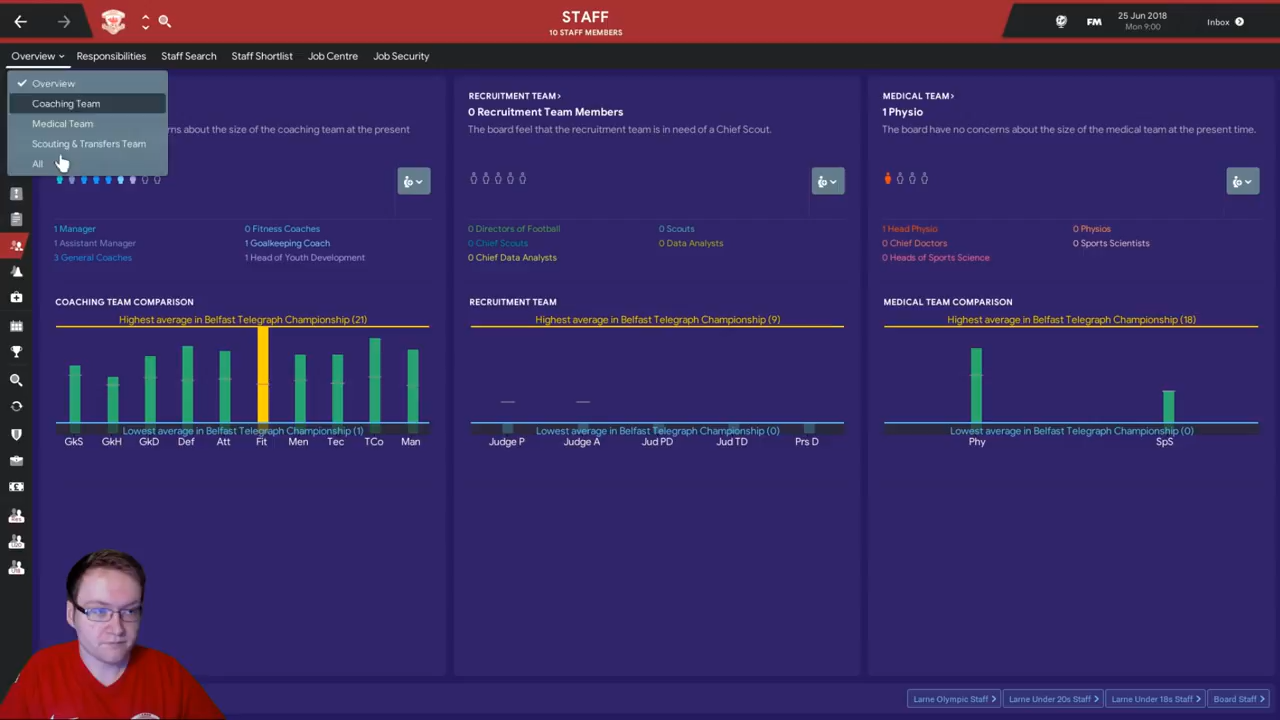 STAFF
10 STAFF MEMBERS
FM
25 Jun 2018
Mon 9:00
Inbox
Overview
Responsibilities
Staff Search
Staff Shortlist
Job Centre
Job Security
Overview
Coaching Team
Medical Team
Scouting & Transfers Team
All
rns about the size of the coaching team at the present
1 Manager
0 Fitness Coaches
1 Assistant Manager
1 Goalkeeping Coach
3 General Coaches
1 Head of Youth Development
RECRUITMENT TEAM>
0 Recruitment Team Members
The board feel that the recruitment team is in need of a Chief Scout.
0 Directors of Football
0 Scouts
0 Chief Scouts
0 Data Analysts
0 Chief Data Analysts
MEDICAL TEAM>
1 Physio
The board have no concerns about the size of the medical team at the present time.
1 Head Physio
0 Physios
0 Chief Doctors
0 Sports Scientists
0 Heads of Sports Science
COACHING TEAM COMPARISON
Highest average in Belfast Telegraph Championship (21)
Lowest average in Belfast Telegraph Championship (1)
GkS GkH GkD Def Att Fit Men Tec TCo Man
RECRUITMENT TEAM
Highest average in Belfast Telegraph Championship (9)
Lowest average in Belfast Telegraph Championship (0)
Judge P Judge A Jud PD Jud TD Prs D
MEDICAL TEAM COMPARISON
Highest average in Belfast Telegraph Championship (18)
Lowest average in Belfast Telegraph Championship (0)
Phy SpS
Larne Olympic Staff >
Larne Under 20s Staff >
Larne Under 18s Staff >
Board Staff >